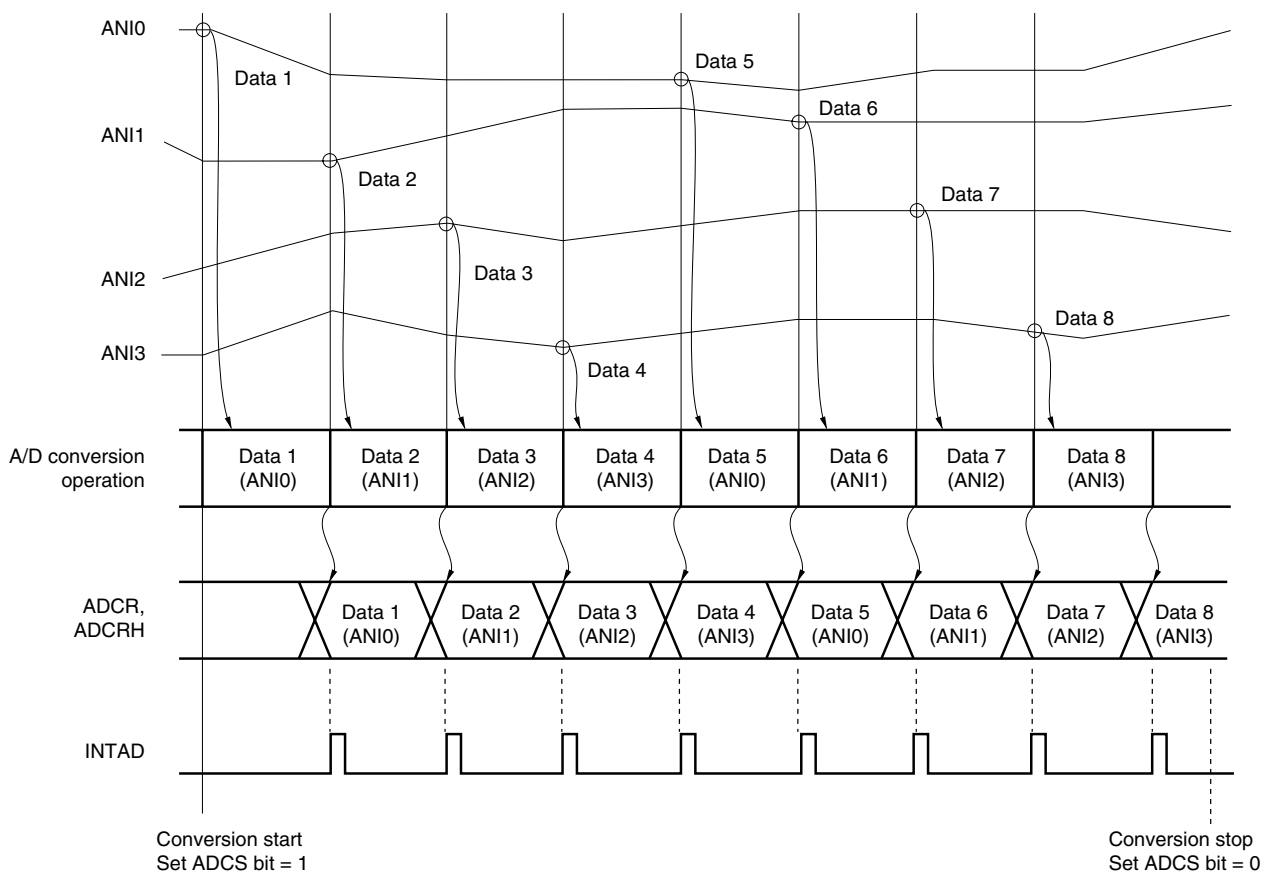 ANI0
Data 1
Data 5
ANI1
Data 6
Data 2
Data 7
ANI2
Data 3
Data 8
ANI3
Data 4
A/D conversion
operation
Data 1
(ANI0)
Data 2
(ANI1)
Data 3
(ANI2)
Data 4
(ANI3)
Data 5
(ANI0)
Data 6
(ANI1)
Data 7
(ANI2)
Data 8
(ANI3)
ADCR,
ADCRH
Data 1
(ANI0)
Data 2
(ANI1)
Data 3
(ANI2)
Data 4
(ANI3)
Data 5
(ANI0)
Data 6
(ANI1)
Data 7
(ANI2)
Data 8
(ANI3)
INTAD
Conversion start
Set ADCS bit = 1
Conversion stop
Set ADCS bit = 0